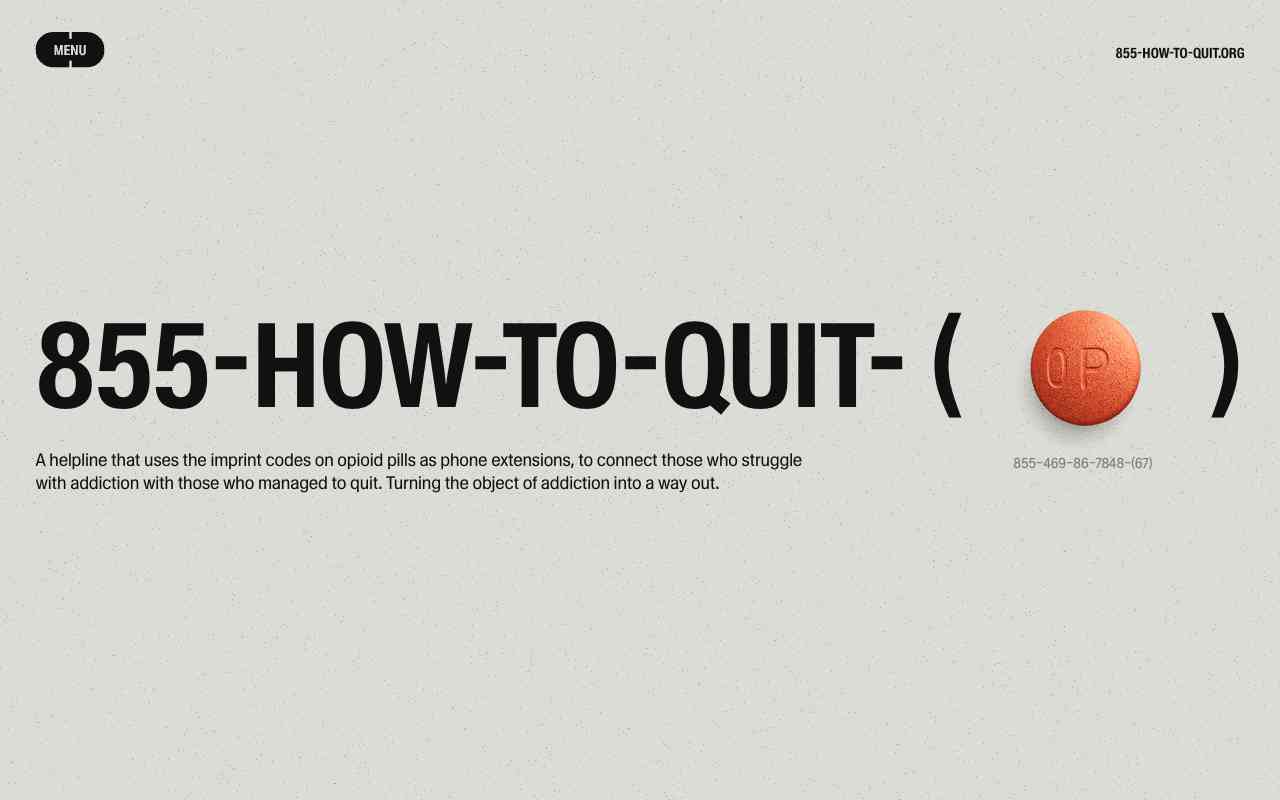 MENU
855-HOW-TO-QUIT.ORG
855-HOW-TO-QUIT- ( OP )
A helpline that uses the imprint codes on opioid pills as phone extensions, to connect those who struggle
with addiction with those who managed to quit. Turning the object of addiction into a way out.
855-469-86-7848-(67)